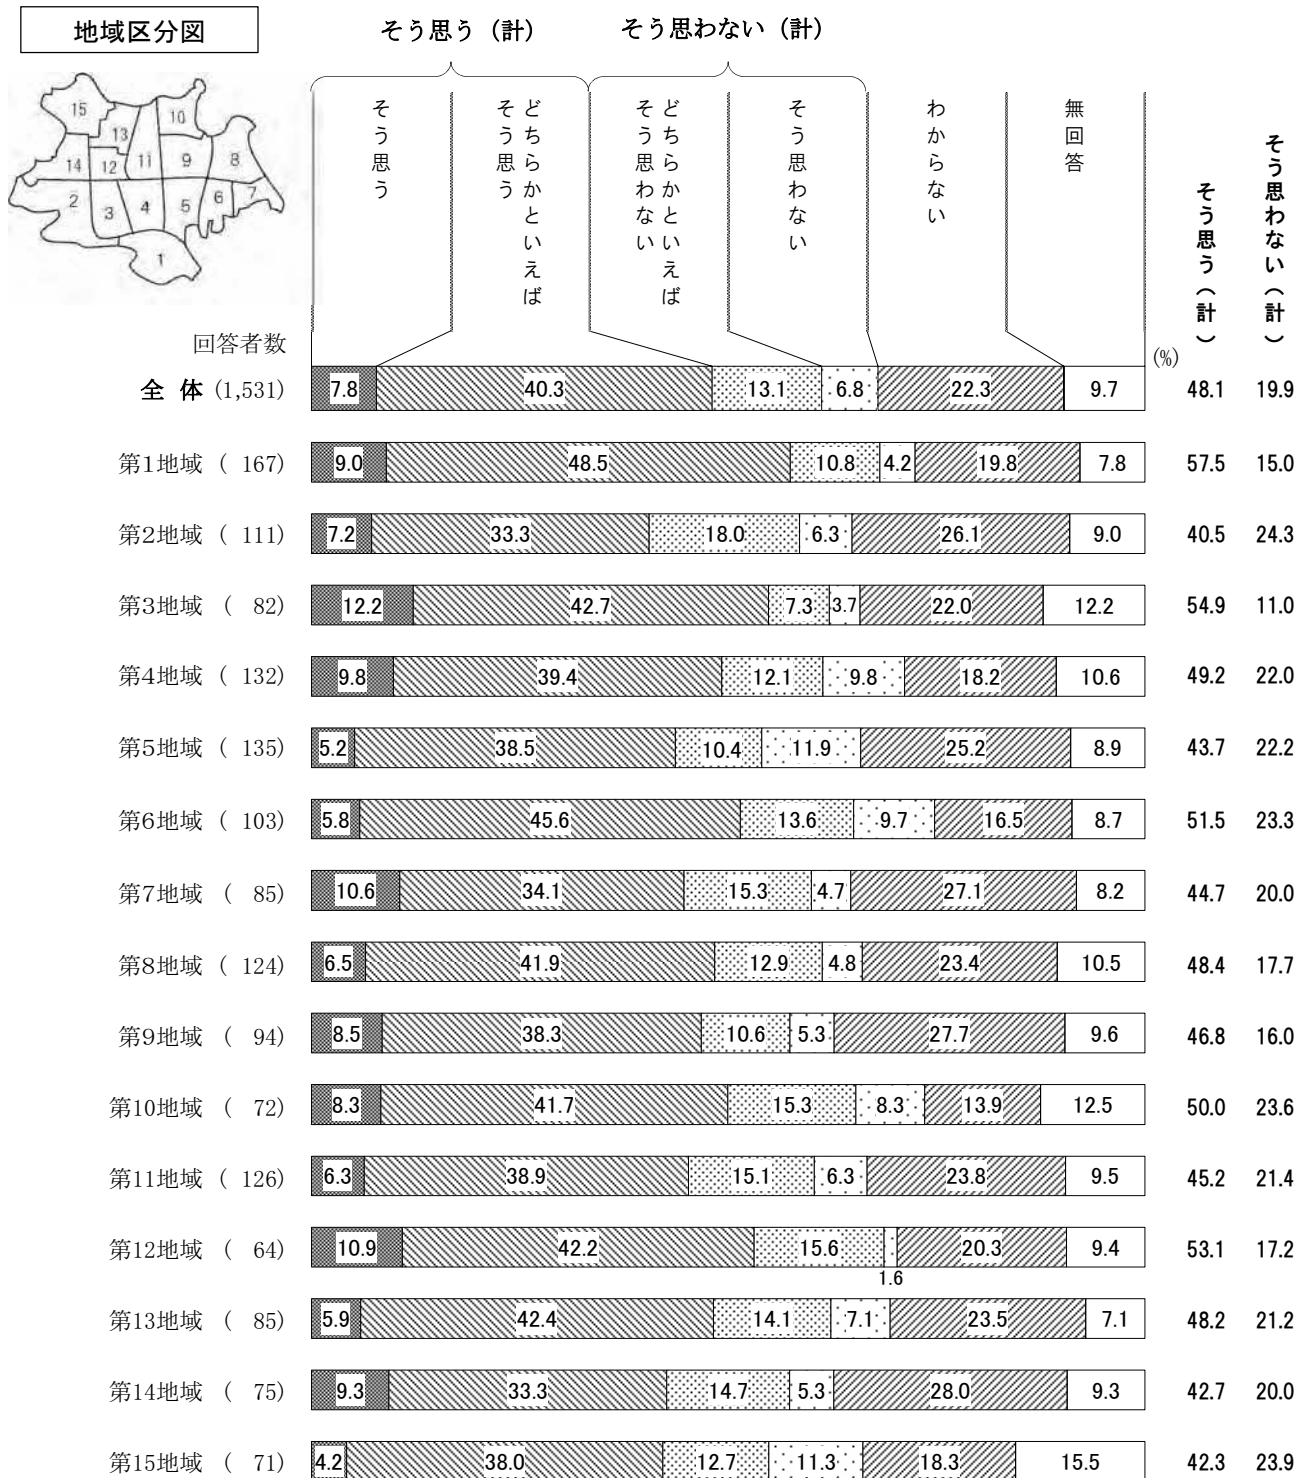 地域区分図
そう思う（計）
そう思わない（計）
15
10
13
14
12
11
9
8
2
3
4
5
6
7
1
そう思う
どちらかといえば
そう思う
どちらかといえば
そう思わない
そう思わない
わからない
無回答
そう思う（計）
そう思わない（計）
回答者数
(%)
全 体 (1,531) 7.8 40.3 13.1 6.8 22.3 9.7 48.1 19.9
第1地域 ( 167) 9.0 48.5 10.8 4.2 19.8 7.8 57.5 15.0
第2地域 ( 111) 7.2 33.3 18.0 6.3 26.1 9.0 40.5 24.3
第3地域 ( 82) 12.2 42.7 7.3 3.7 22.0 12.2 54.9 11.0
第4地域 ( 132) 9.8 39.4 12.1 9.8 18.2 10.6 49.2 22.0
第5地域 ( 135) 5.2 38.5 10.4 11.9 25.2 8.9 43.7 22.2
第6地域 ( 103) 5.8 45.6 13.6 9.7 16.5 8.7 51.5 23.3
第7地域 ( 85) 10.6 34.1 15.3 4.7 27.1 8.2 44.7 20.0
第8地域 ( 124) 6.5 41.9 12.9 4.8 23.4 10.5 48.4 17.7
第9地域 ( 94) 8.5 38.3 10.6 5.3 27.7 9.6 46.8 16.0
第10地域 ( 72) 8.3 41.7 15.3 8.3 13.9 12.5 50.0 23.6
第11地域 ( 126) 6.3 38.9 15.1 6.3 23.8 9.5 45.2 21.4
第12地域 ( 64) 10.9 42.2 15.6 20.3 9.4 53.1 17.2
1.6
第13地域 ( 85) 5.9 42.4 14.1 7.1 23.5 7.1 48.2 21.2
第14地域 ( 75) 9.3 33.3 14.7 5.3 28.0 9.3 42.7 20.0
第15地域 ( 71) 4.2 38.0 12.7 11.3 18.3 15.5 42.3 23.9